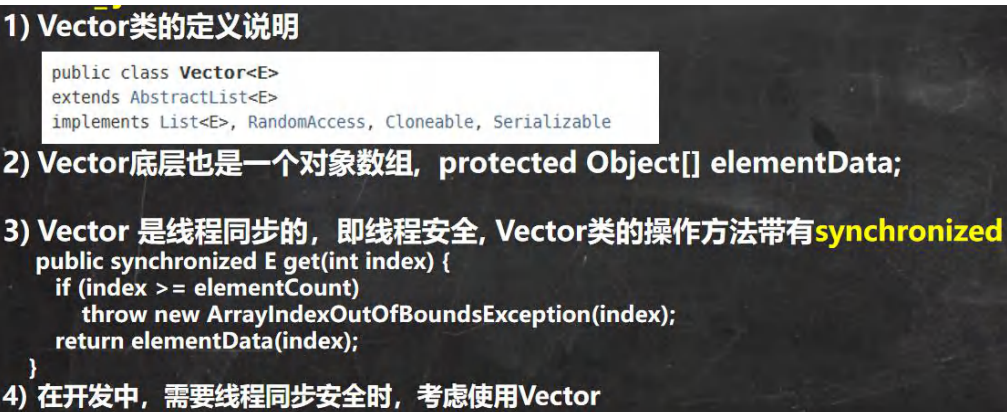 1) Vector类的定义说明
public class Vector<E>
extends AbstractList<E>
implements List<E>, RandomAccess, Cloneable, Serializable
2) Vector底层也是一个对象数组, protected Object[] elementData;
3) Vector 是线程同步的，即线程安全, Vector类的操作方法带有synchronized
public synchronized E get(int index) {
if (index >= elementCount)
throw new ArrayIndexOutOfBoundsException(index);
return elementData(index);
}
4) 在开发中，需要线程同步安全时，考虑使用Vector